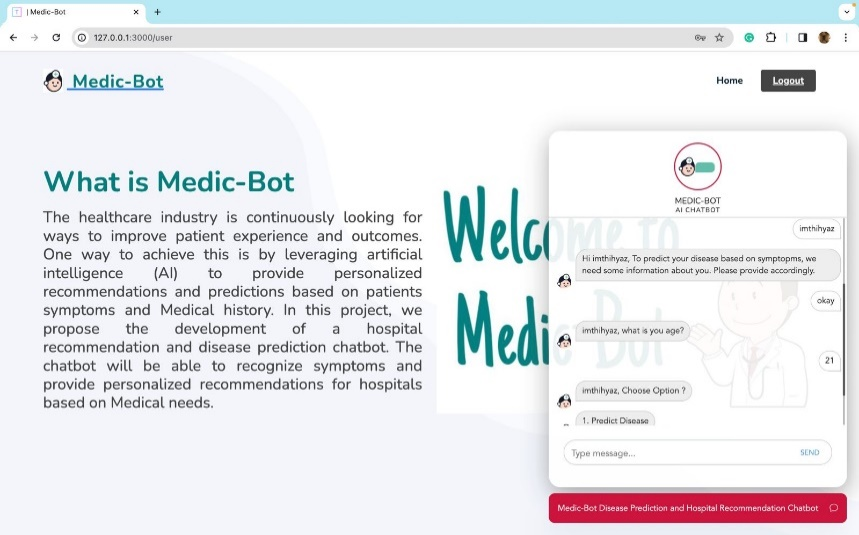 | Medic-Bot
127.0.0.1:3000/user
Medic-Bot
Home
Logout
What is Medic-Bot
The healthcare industry is continuously looking for
ways to improve patient experience and outcomes.
One way to achieve this is by leveraging artificial
intelligence (AI) to provide personalized
recommendations and predictions based on patients
symptoms and Medical history. In this project, we
propose the development of a hospital
recommendation and disease prediction chatbot. The
chatbot will be able to recognize symptoms and
provide personalized recommendations for hospitals
based on Medical needs.
Welcome to
Medic Bot
MEDIC-BOT
AI CHATBOT
imthihyaz
Hi imthihyaz, To predict your disease based on symptopms, we
need some information about you. Please provide accordingly.
okay
imthihyaz, what is you age?
21
imthihyaz, Choose Option ?
1. Predict Disease
Type message...
SEND
Medic-Bot Disease Prediction and Hospital Recommendation Chatbot